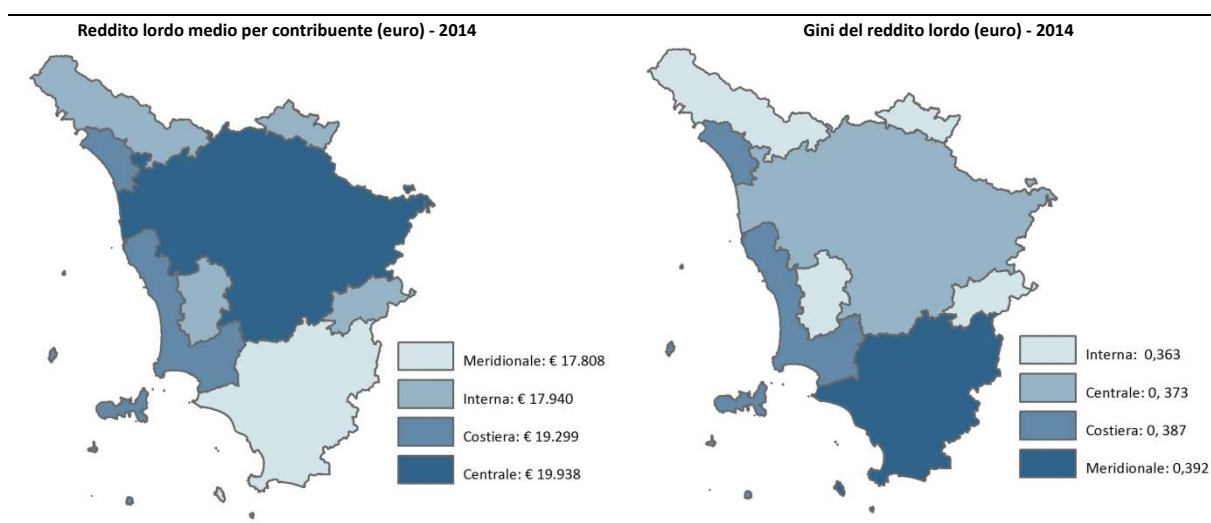 Reddito lordo medio per contribuente (euro) - 2014
Meridionale: € 17.808
Interna: € 17.940
Costiera: € 19.299
Centrale: € 19.938
Gini del reddito lordo (euro) - 2014
Interna: 0,363
Centrale: 0, 373
Costiera: 0, 387
Meridionale: 0,392